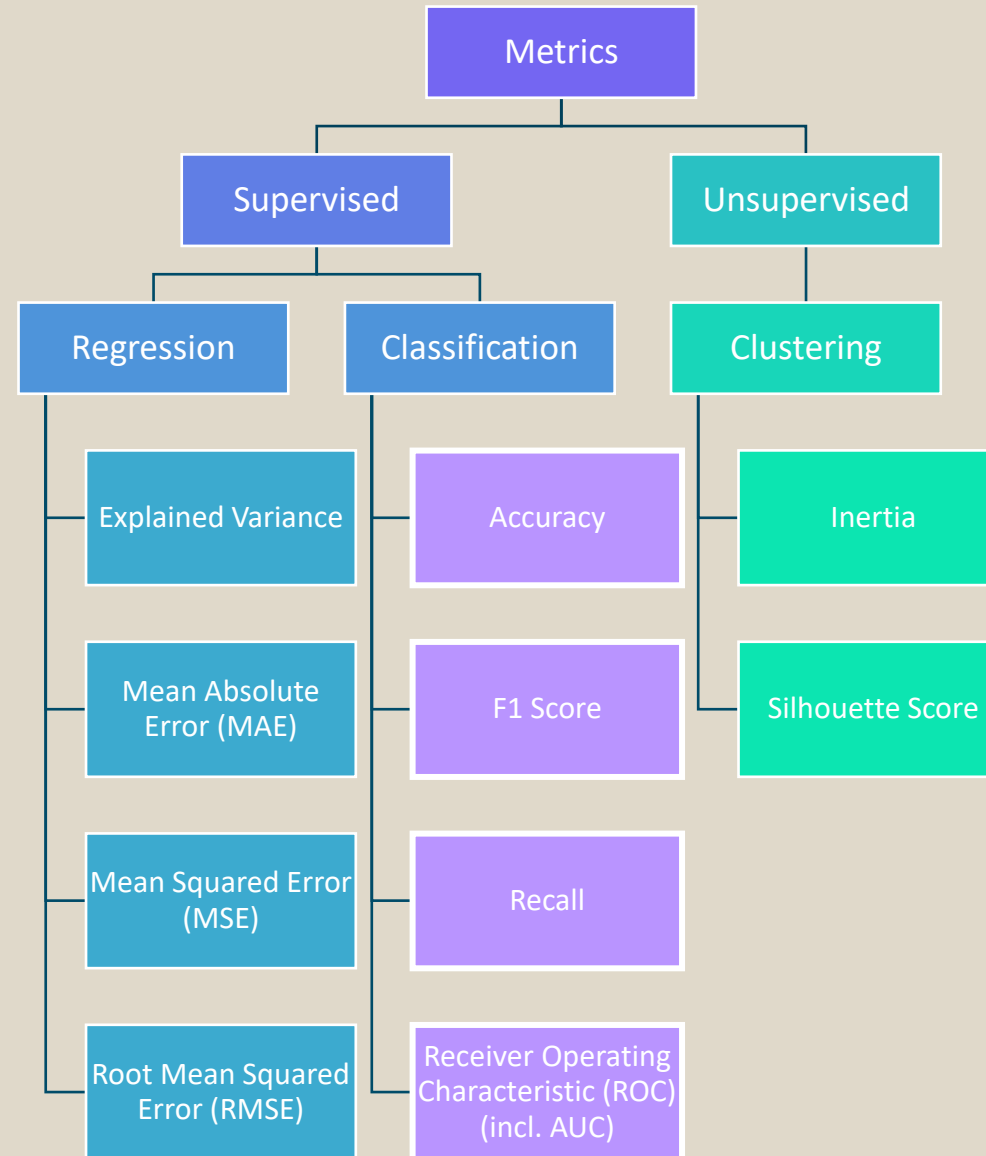 Metrics
Supervised
Unsupervised
Regression
Classification
Clustering
Explained Variance
Accuracy
Inertia
Mean Absolute
Error (MAE)
F1 Score
Silhouette Score
Mean Squared Error
(MSE)
Recall
Root Mean Squared
Error (RMSE)
Receiver Operating
Characteristic (ROC)
(incl. AUC)